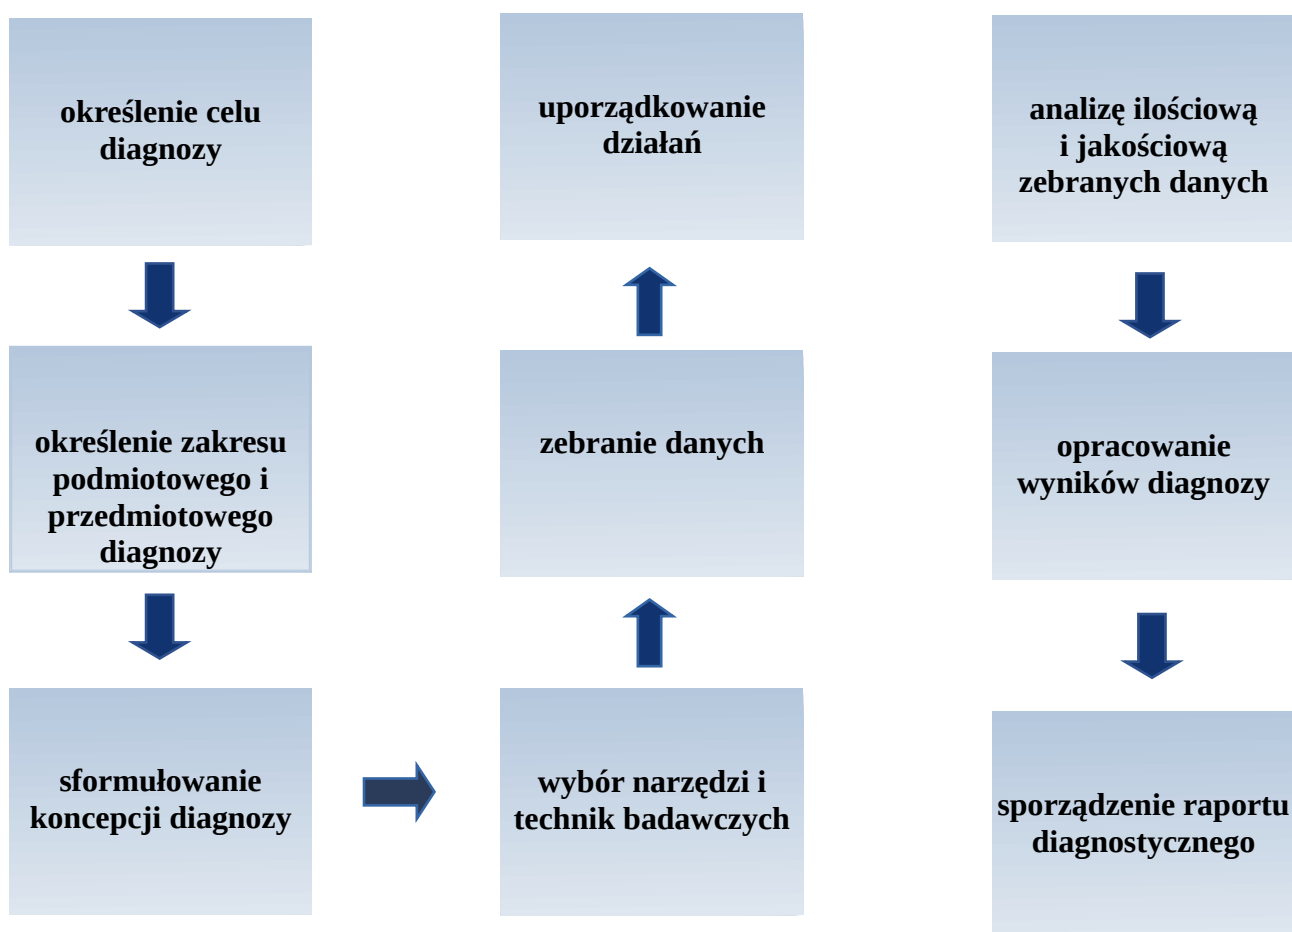 określenie celu
diagnozy
określenie zakresu
podmiotowego i
przedmiotowego
diagnozy
sformułowanie
koncepcji diagnozy
wybór narzędzi i
technik badawczych
zebranie danych
uporządkowanie
działań
analizę ilościową
i jakościową
zebranych danych
opracowanie
wyników diagnozy
sporządzenie raportu
diagnostycznego